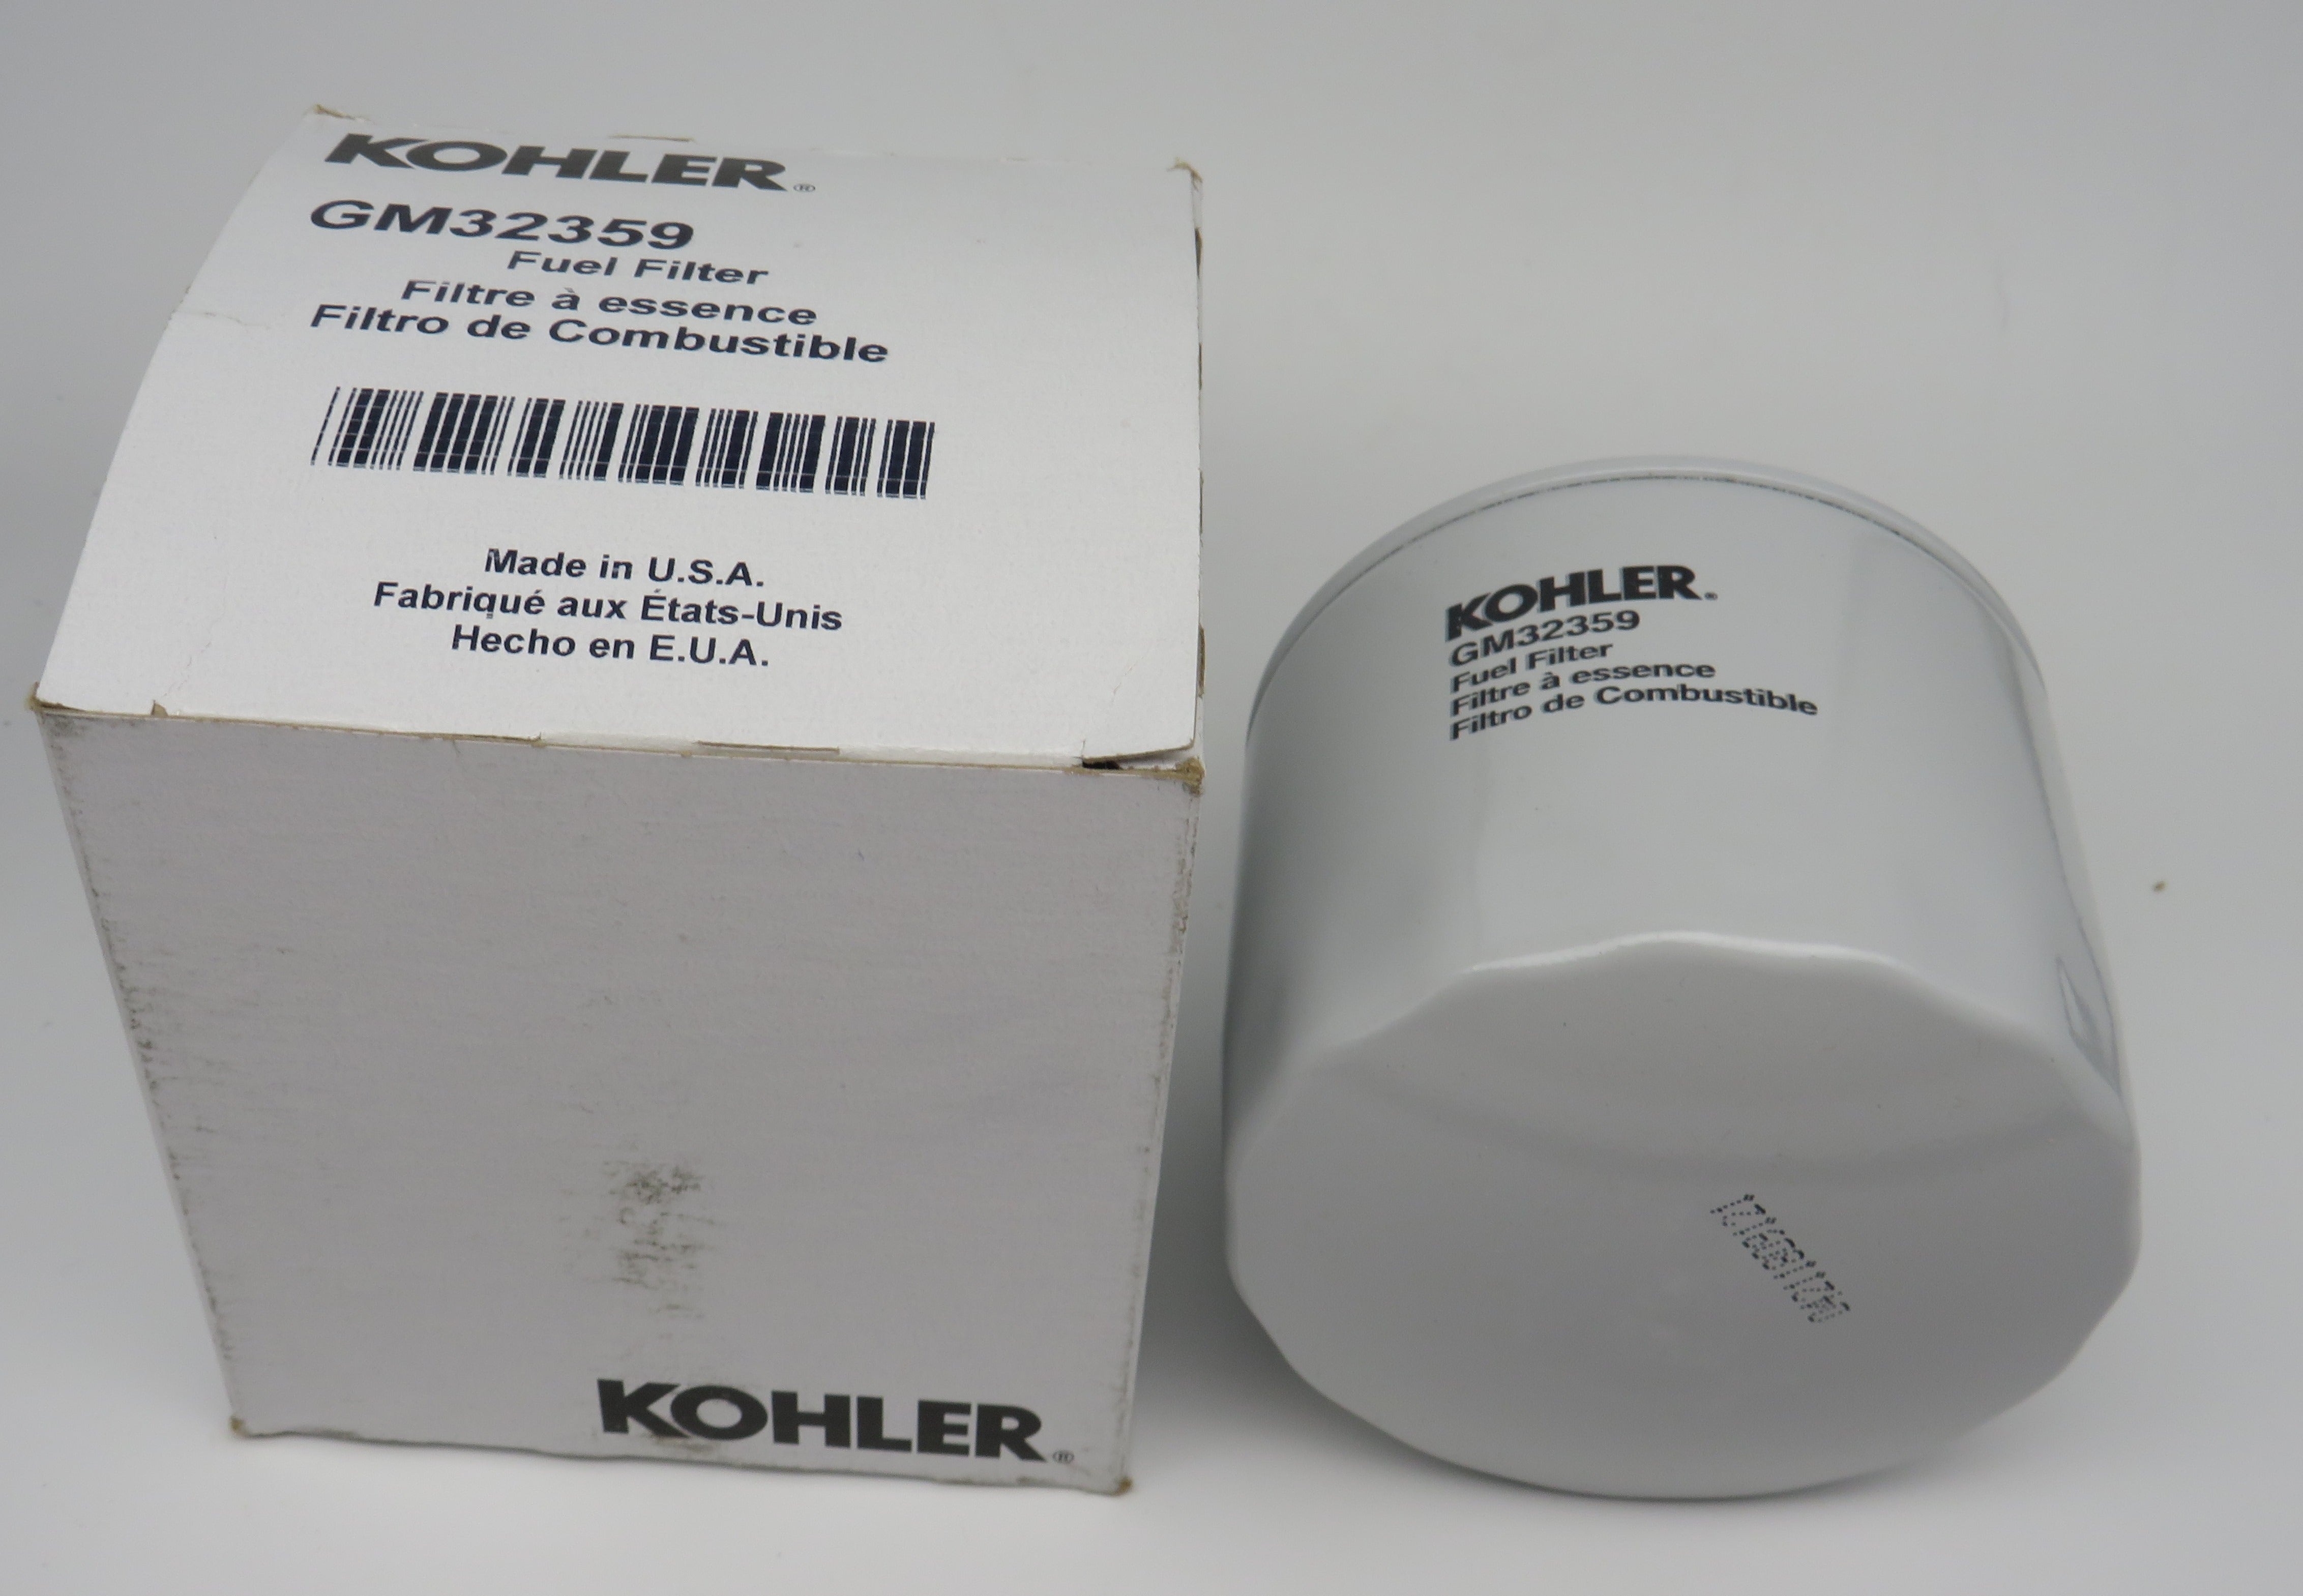 KOHLER®
GM32359
Fuel Filter
Filtre à essence
Filtro de Combustible
Made in U.S.A.
Fabriqué aux États-Unis
Hecho en E.U.A.
KOHLER®
KOHLER®
GM32359
Fuel Filter
Filtre à essence
Filtro de Combustible